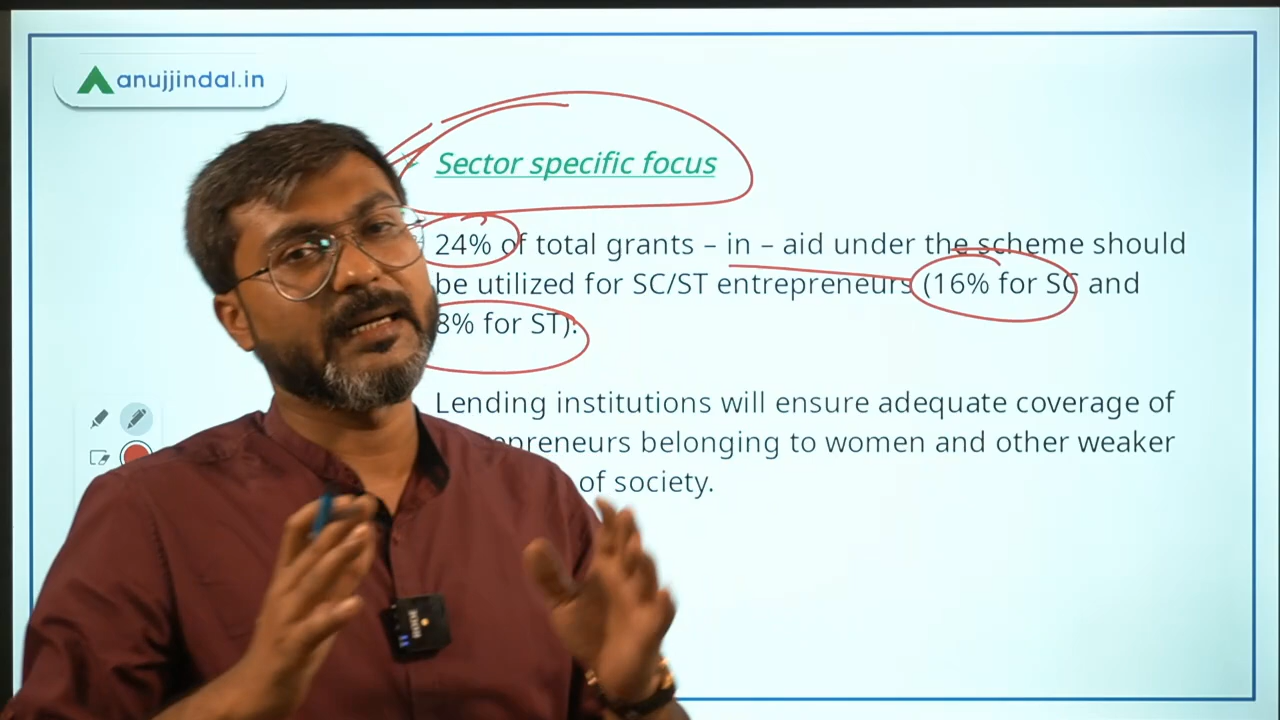 anujjindal.in
Sector specific focus
24% of total grants – in – aid under the scheme should
be utilized for SC/ST entrepreneurs (16% for SC and
8% for ST).
Lending institutions will ensure adequate coverage of
epreneurs belonging to women and other weaker
of society.